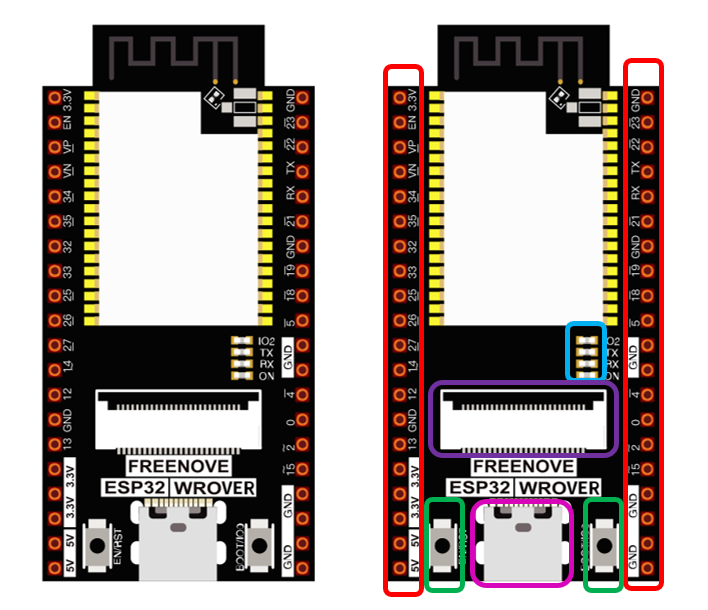 3.3V
EN
VP
VN
34
35
32
33
25
26
27
14
12
GND
13
3.3V
3.3V
5V
5V
GND
23
22
TX
RX
21
GND
19
18
5
GND
4
0
2
15
GND
GND
IO2
TX
RX
ON
FREENOVE
ESP32 WROVER
EN/RST
BOOT/IO0
3.3V
EN
VP
VN
34
35
32
33
25
26
27
14
12
GND
13
3.3V
3.3V
5V
5V
GND
23
22
TX
RX
21
GND
19
18
5
GND
4
0
2
15
GND
GND
IO2
TX
RX
ON
FREENOVE
ESP32 WROVER